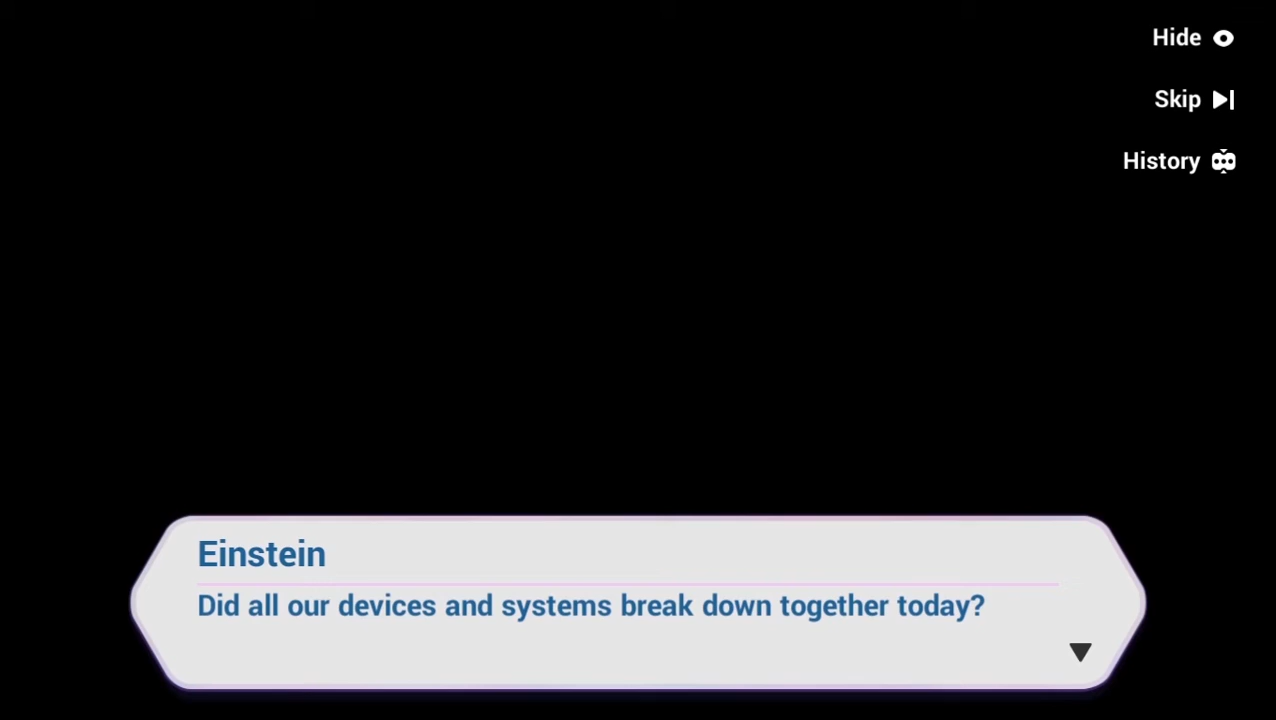 Hide
Skip
History
Einstein
Did all our devices and systems break down together today?